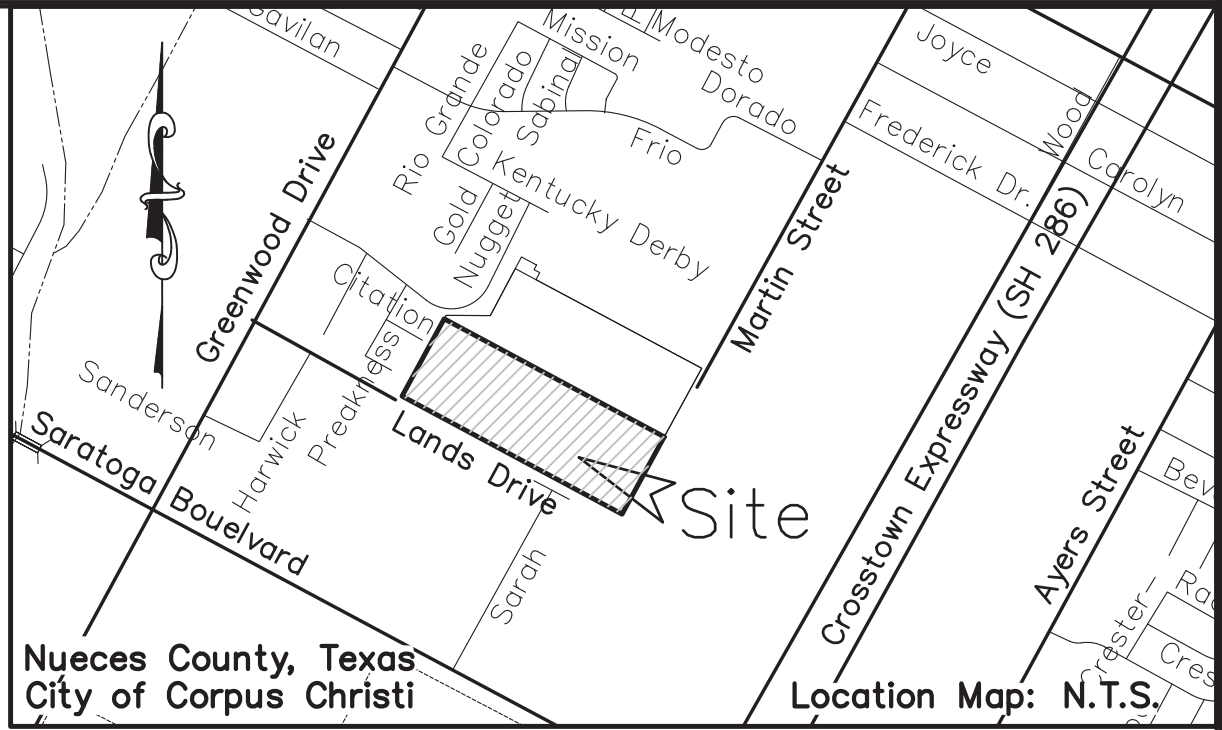 Gavilan
Mission
Modesto
Dorado
Joyce
Rio Grande
Colorado
Sabinal
Frio
Wood
Frederick Dr.
Carolyn
Kentucky Derby
Gold
Nugget
Greenwood Drive
Martin Street
Crosstown Expressway (SH 286)
Citation
Preakness
Sanderson
Harwick
Lands Drive
Saratoga Bouelvard
Site
Sarah
Ayers Street
Bev
Rad
Crester-
Cres
Nueces County, Texas
City of Corpus Christi
Location Map: N.T.S.